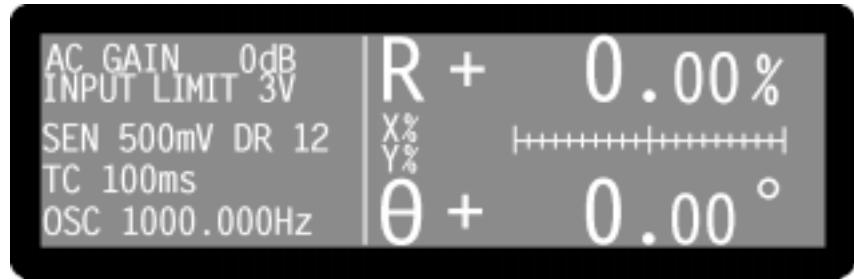 AC GAIN 0dB
INPUT LIMIT 3V
SEN 500mV DR 12
TC 100ms
OSC 1000.000Hz
R + 0.00%
X%
Y%
θ + 0.00°